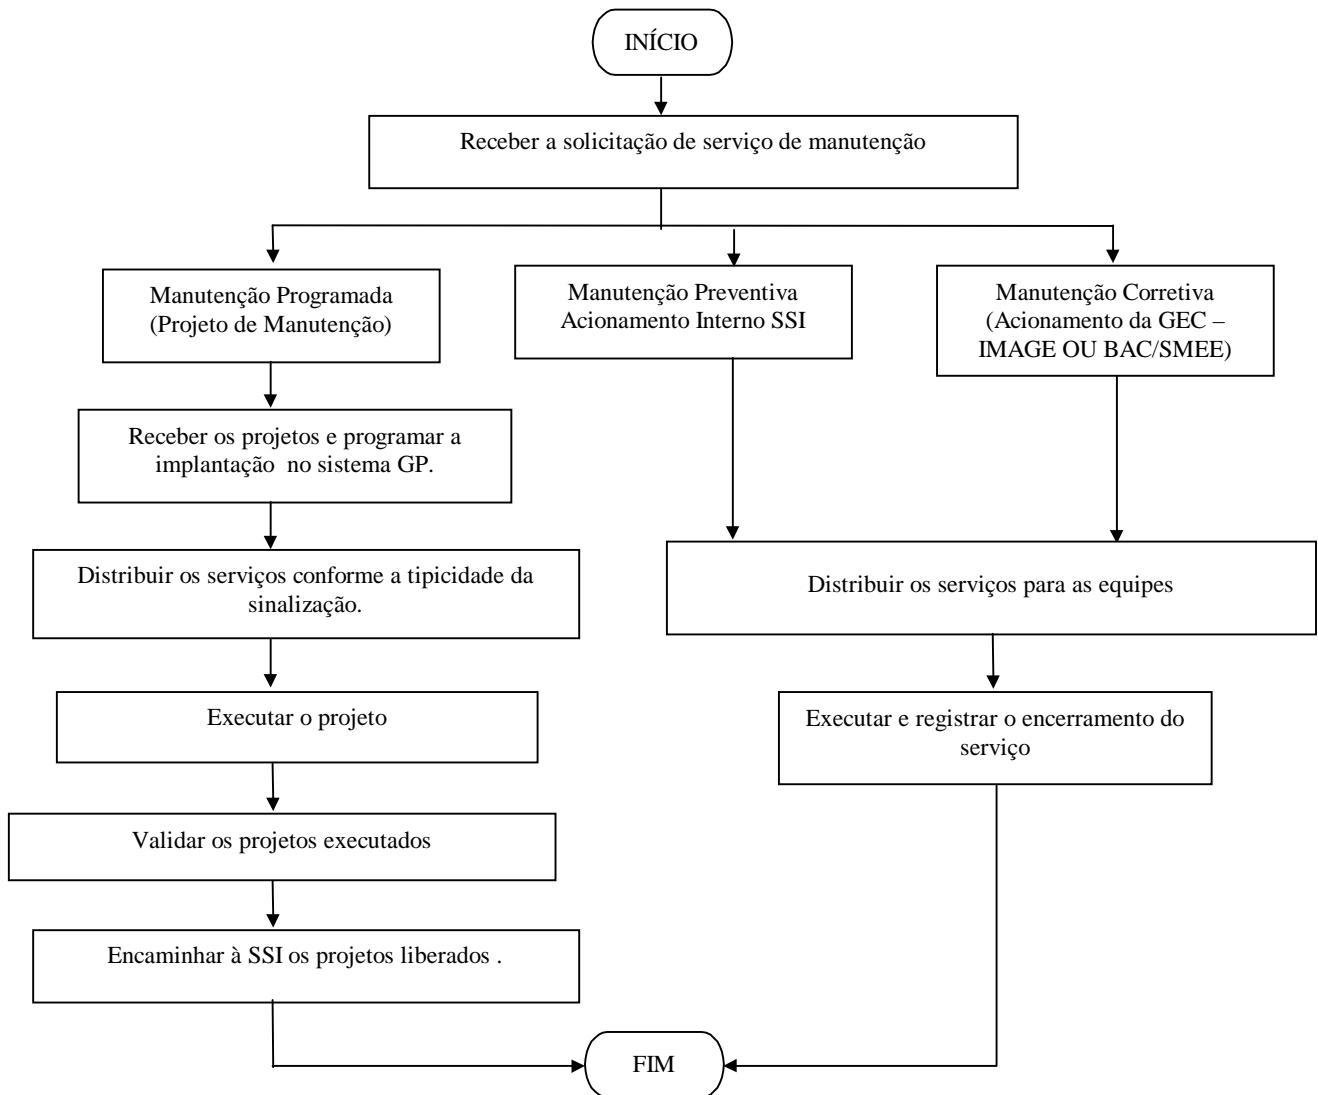 INÍCIO
Receber a solicitação de serviço de manutenção
Manutenção Programada
(Projeto de Manutenção)
Manutenção Preventiva
Acionamento Interno SSI
Manutenção Corretiva
(Acionamento da GEC –
IMAGE OU BAC/SMEE)
Receber os projetos e programar a
implantação no sistema GP.
Distribuir os serviços conforme a tipicidade da
sinalização.
Distribuir os serviços para as equipes
Executar o projeto
Executar e registrar o encerramento do
serviço
Validar os projetos executados
Encaminhar à SSI os projetos liberados .
FIM